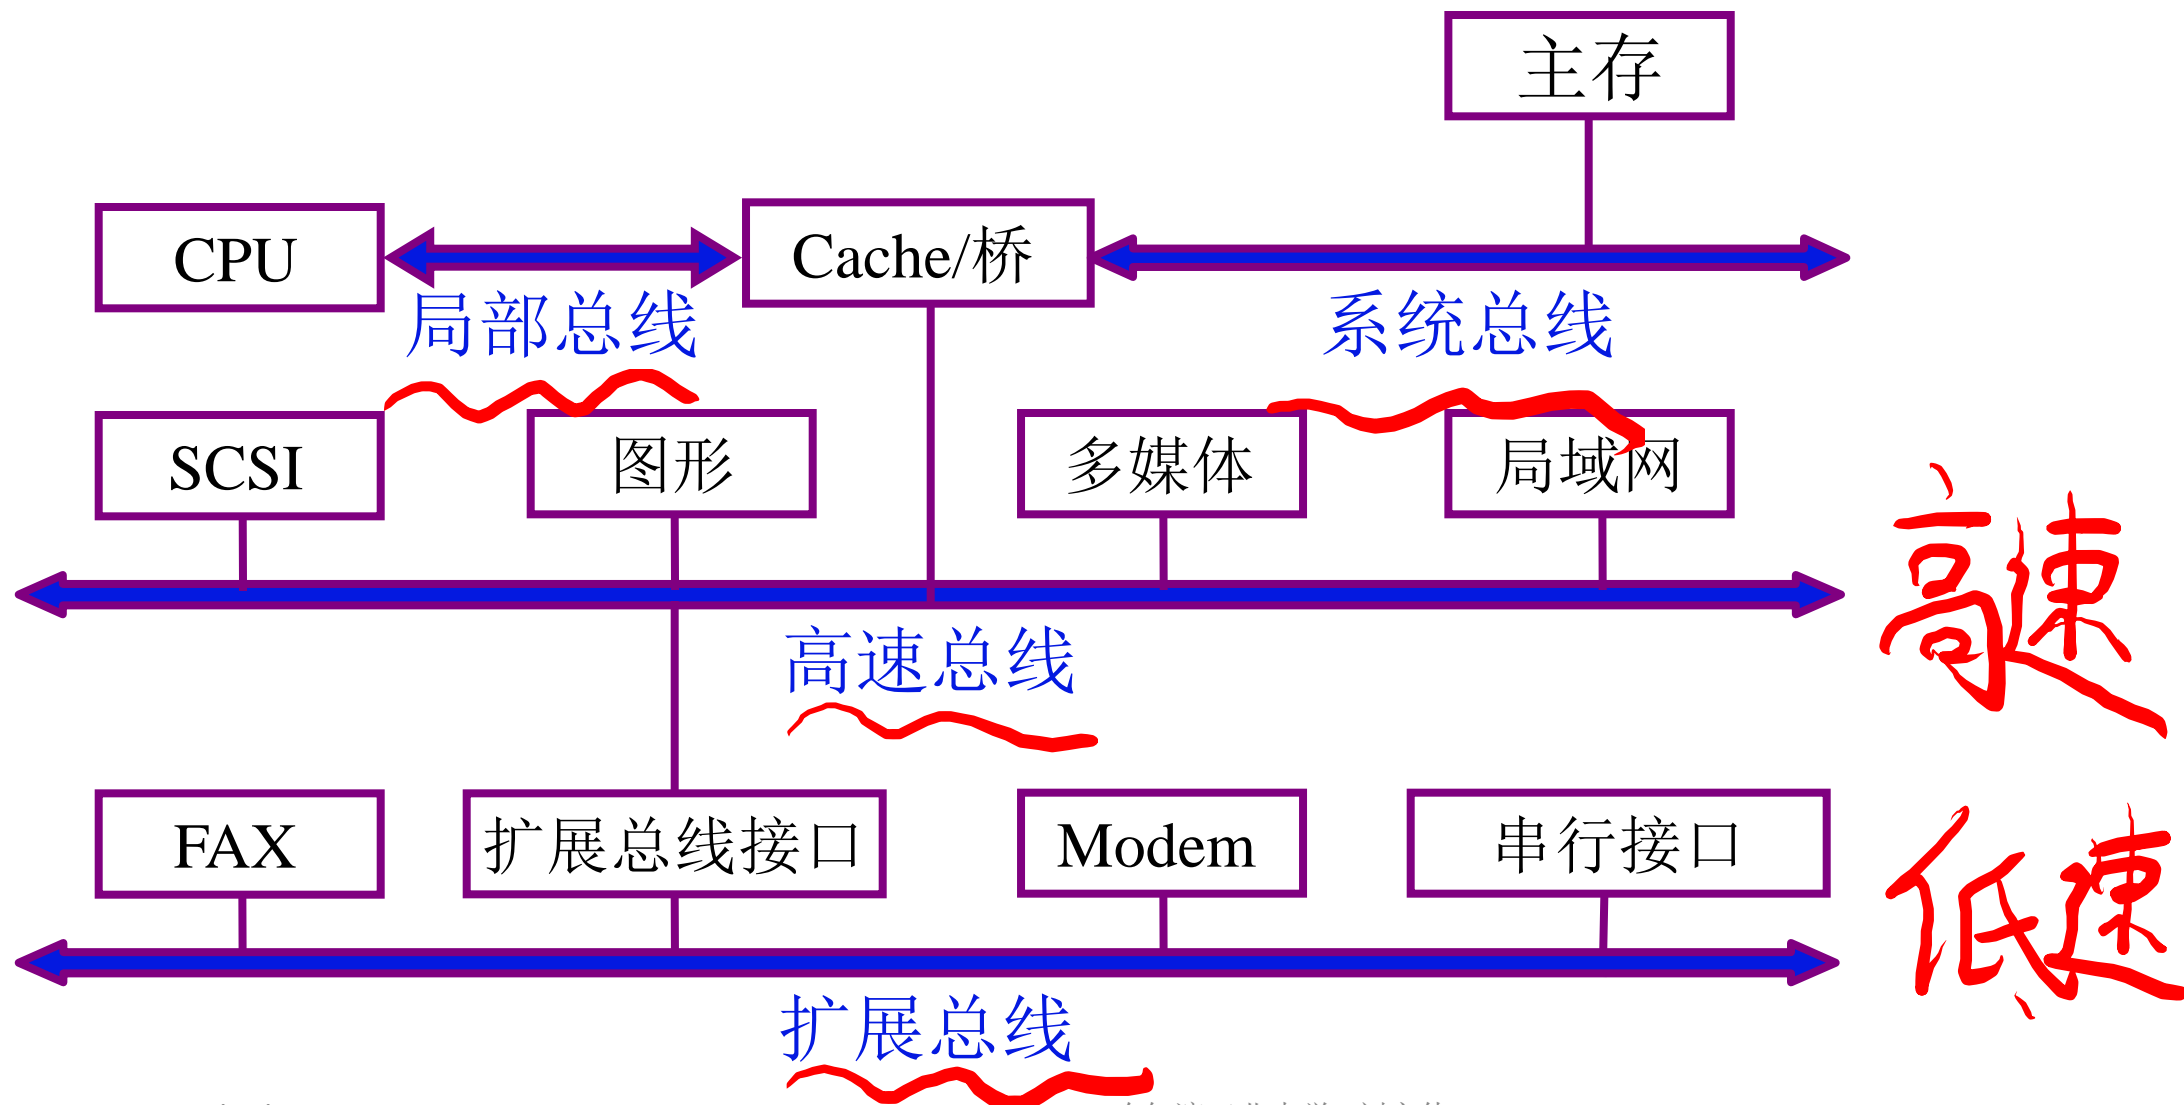 主存
CPU
Cache/桥
局部总线
系统总线
SCSI
图形
多媒体
局域网
高速
高速总线
FAX
扩展总线接口
Modem
串行接口
低速
扩展总线